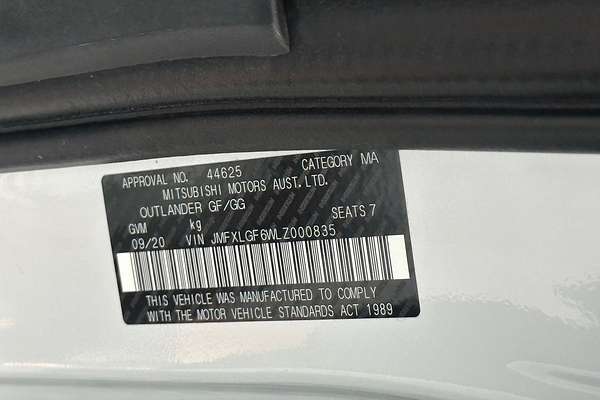 APPROVAL NO. 44625 CATEGORY MA
MITSUBISHI MOTORS AUST. LTD.
OUTLANDER GF/GG
GVM kg SEATS 7
09/20 VIN JMFXLGF6WLZ000835
THIS VEHICLE WAS MANUFACTURED TO COMPLY
WITH THE MOTOR VEHICLE STANDARDS ACT 1989